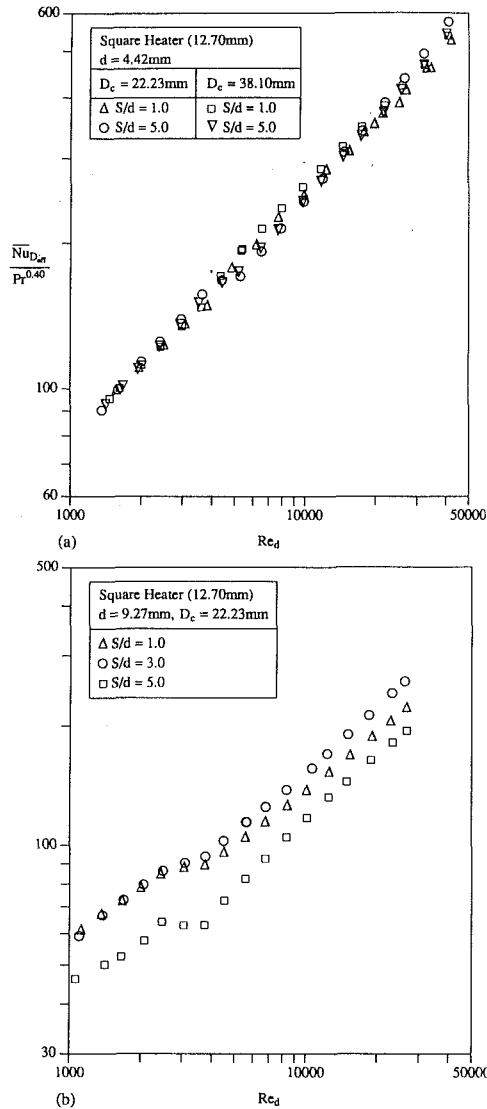 600
Square Heater (12.70mm)
d = 4.42mm
D_c = 22.23mm D_c = 38.10mm
△ S/d = 1.0 □ S/d = 1.0
○ S/d = 5.0 ▽ S/d = 5.0
Nu_Deff
Pr^0.40
100
60
1000 10000 50000
(a) Re_d
500
Square Heater (12.70mm)
d = 9.27mm, D_c = 22.23mm
△ S/d = 1.0
○ S/d = 3.0
□ S/d = 5.0
100
30
1000 10000 50000
(b) Re_d